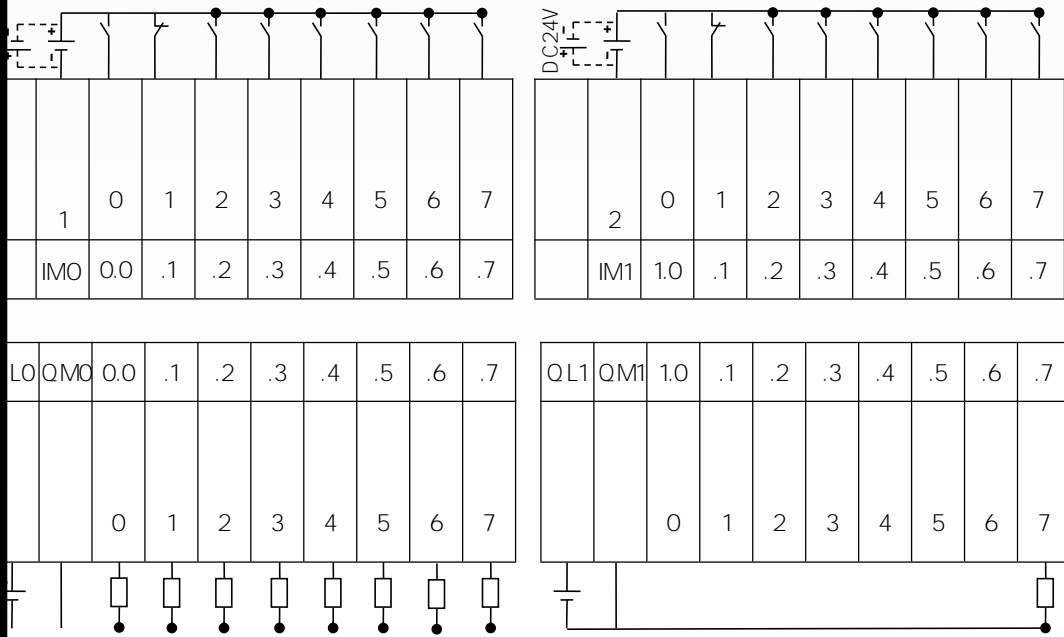 DC24V
0 1 2 3 4 5 6 7
1
IM0 0.0 .1 .2 .3 .4 .5 .6 .7
0 1 2 3 4 5 6 7
2
IM1 1.0 .1 .2 .3 .4 .5 .6 .7
L0 QM0 0.0 .1 .2 .3 .4 .5 .6 .7
QL1 QM1 1.0 .1 .2 .3 .4 .5 .6 .7
0 1 2 3 4 5 6 7
0 1 2 3 4 5 6 7